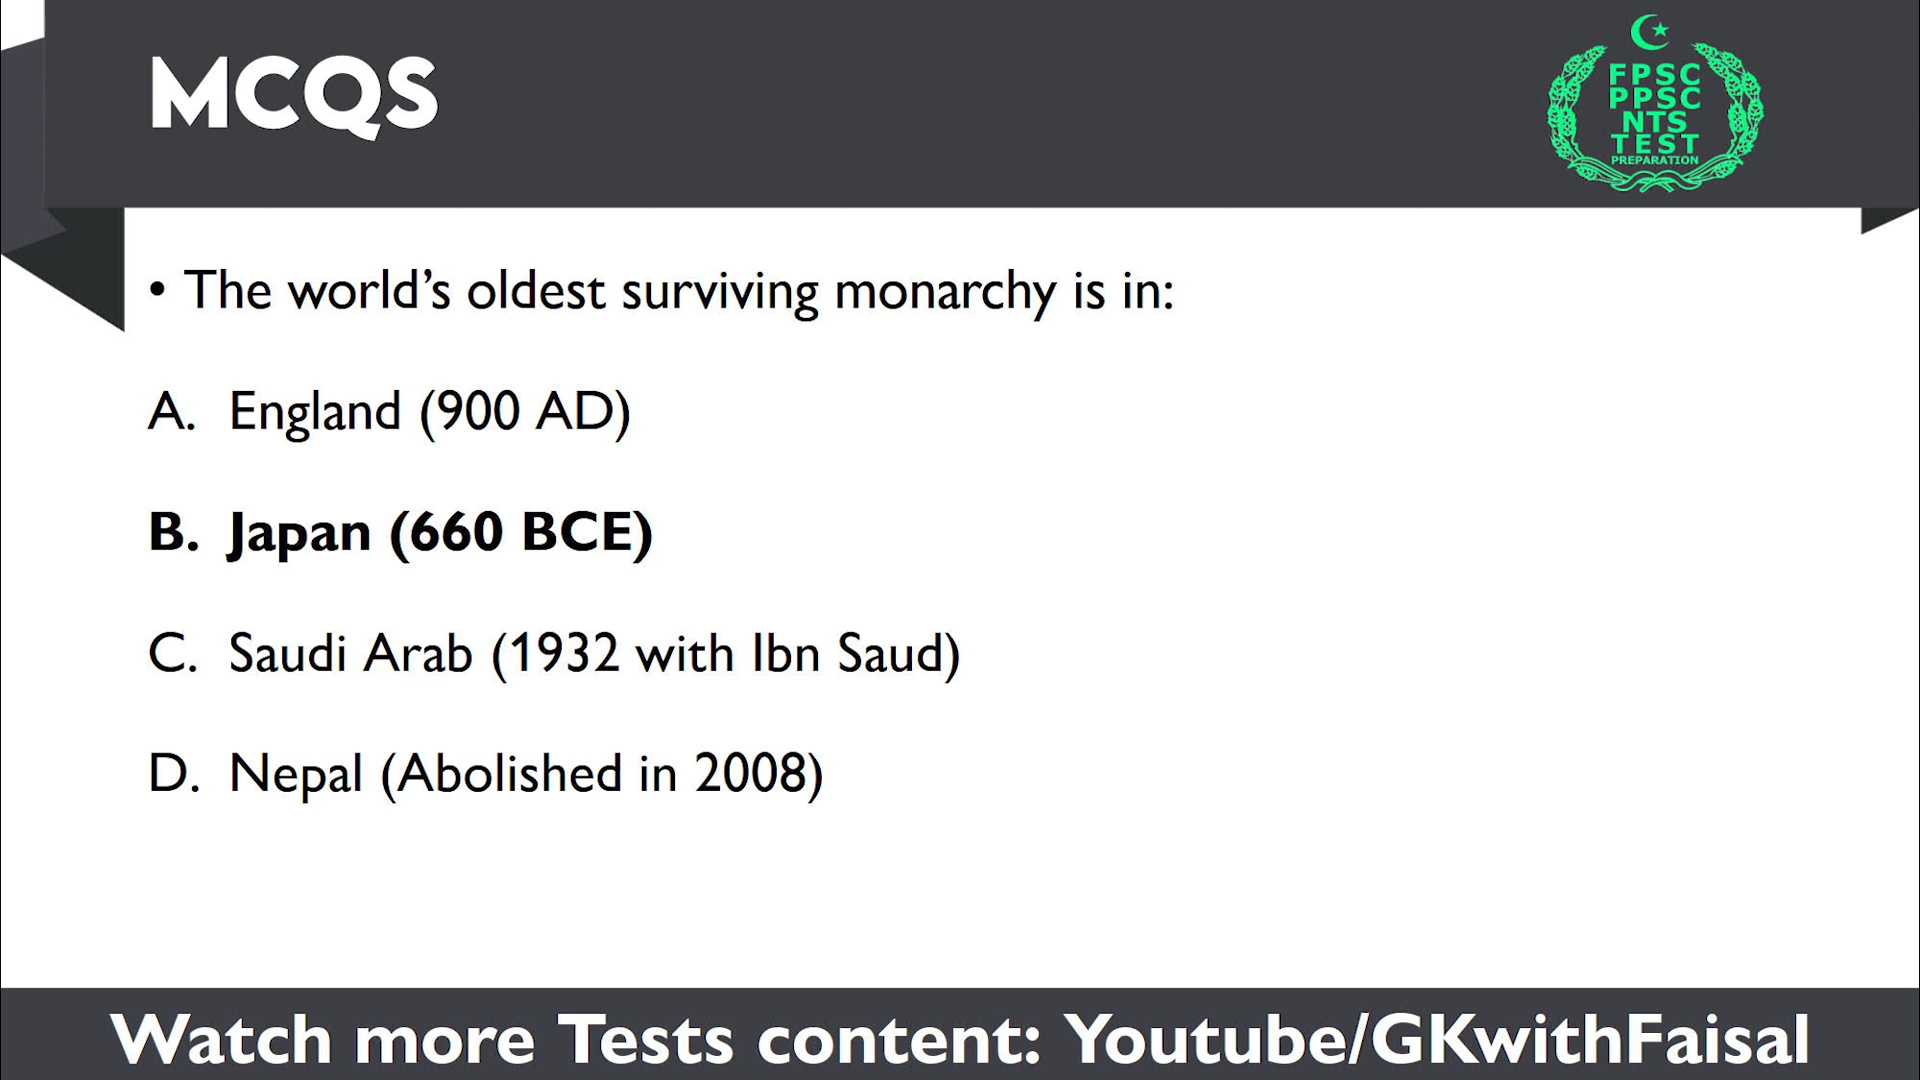 MCQS
FPSC
PPSC
NTS
TEST
PREPARATION
• The world’s oldest surviving monarchy is in:
A. England (900 AD)
B. Japan (660 BCE)
C. Saudi Arab (1932 with Ibn Saud)
D. Nepal (Abolished in 2008)
Watch more Tests content: Youtube/GKwithFaisal